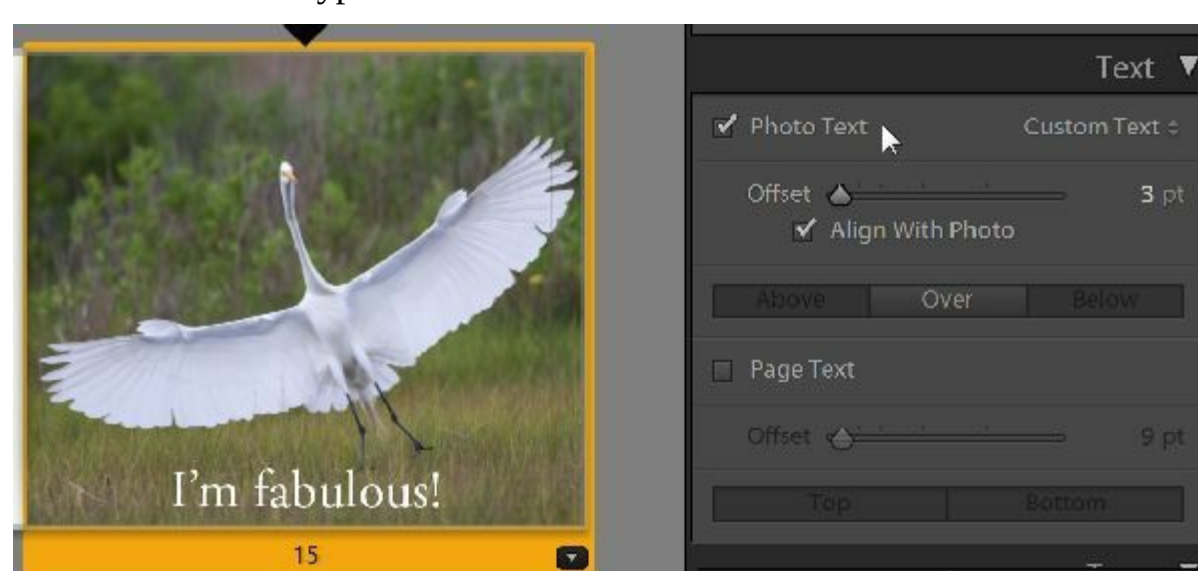 I'm fabulous!
15
Text
Photo Text
Custom Text
Offset
3 pt
Align With Photo
Above
Over
Below
Page Text
Offset
9 pt
Top
Bottom